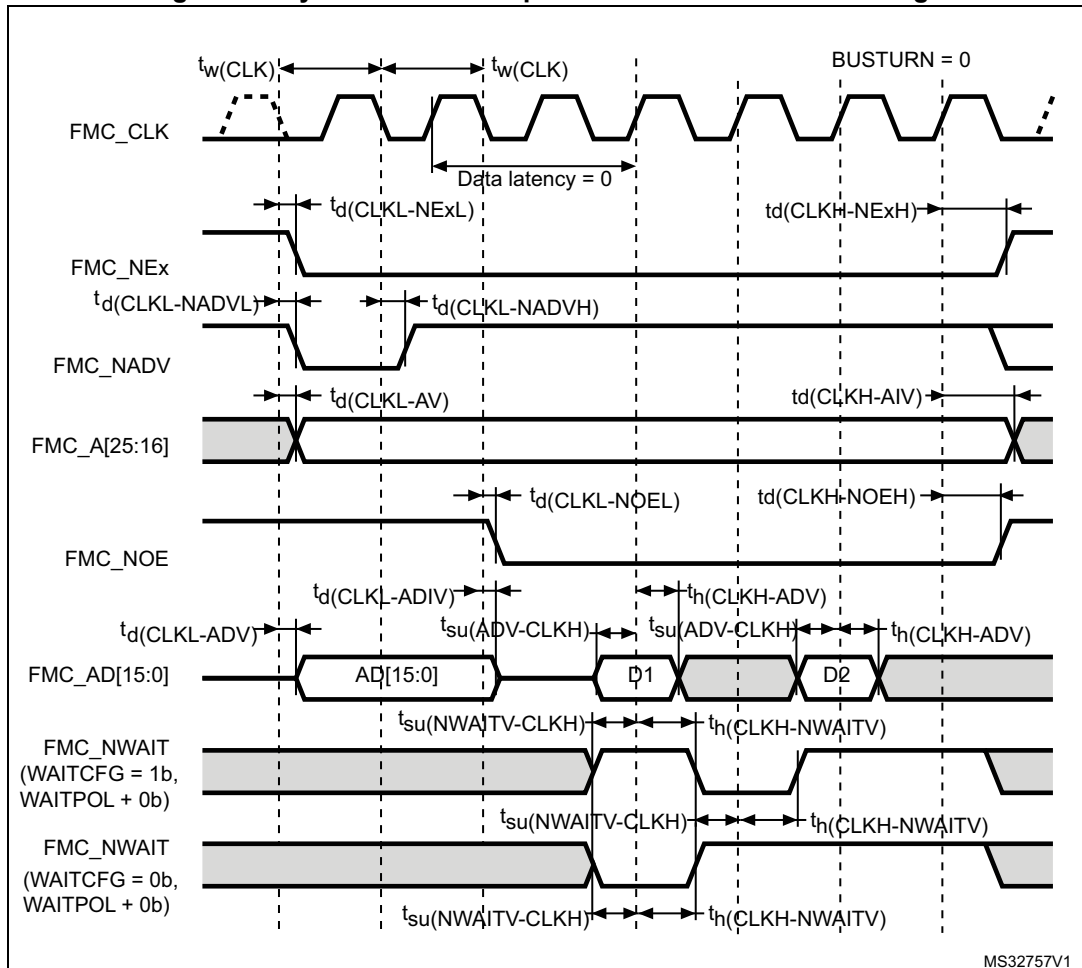 tw(CLK)
tw(CLK)
BUSTURN = 0
FMC_CLK
Data latency = 0
td(CLKL-NExL)
td(CLKH-NExH)
FMC_NEx
td(CLKL-NADVL)
td(CLKL-NADVH)
FMC_NADV
td(CLKL-AV)
td(CLKH-AIV)
FMC_A[25:16]
td(CLKL-NOEL)
td(CLKH-NOEH)
FMC_NOE
td(CLKL-ADIV)
th(CLKH-ADV)
td(CLKL-ADV)
tsu(ADV-CLKH)
tsu(ADV-CLKH)
th(CLKH-ADV)
FMC_AD[15:0]
AD[15:0]
D1
D2
tsu(NWAITV-CLKH)
th(CLKH-NWAITV)
FMC_NWAIT
(WAITCFG = 1b,
WAITPOL + 0b)
tsu(NWAITV-CLKH)
th(CLKH-NWAITV)
FMC_NWAIT
(WAITCFG = 0b,
WAITPOL + 0b)
tsu(NWAITV-CLKH)
th(CLKH-NWAITV)
MS32757V1